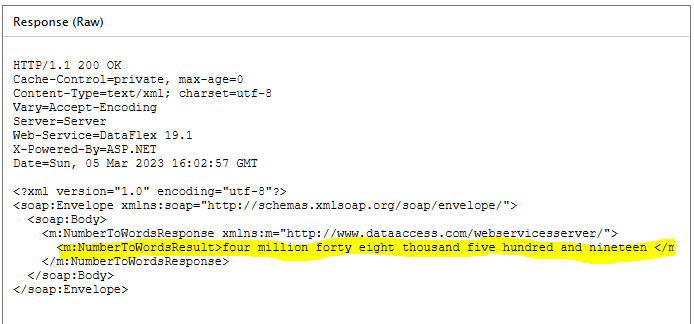 Response (Raw)
HTTP/1.1 200 OK
Cache-Control=private, max-age=0
Content-Type=text/xml; charset=utf-8
Vary=Accept-Encoding
Server=Server
Web-Service=DataFlex 19.1
X-Powered-By=ASP.NET
Date=Sun, 05 Mar 2023 16:02:57 GMT
<?xml version="1.0" encoding="utf-8"?>
<soap:Envelope xmlns:soap="http://schemas.xmlsoap.org/soap/envelope/">
<soap:Body>
<m:NumberToWordsResponse xmlns:m="http://www.dataaccess.com/webservicesserver/">
<m:NumberToWordsResult>four million forty eight thousand five hundred and nineteen </m
</m:NumberToWordsResponse>
</soap:Body>
</soap:Envelope>